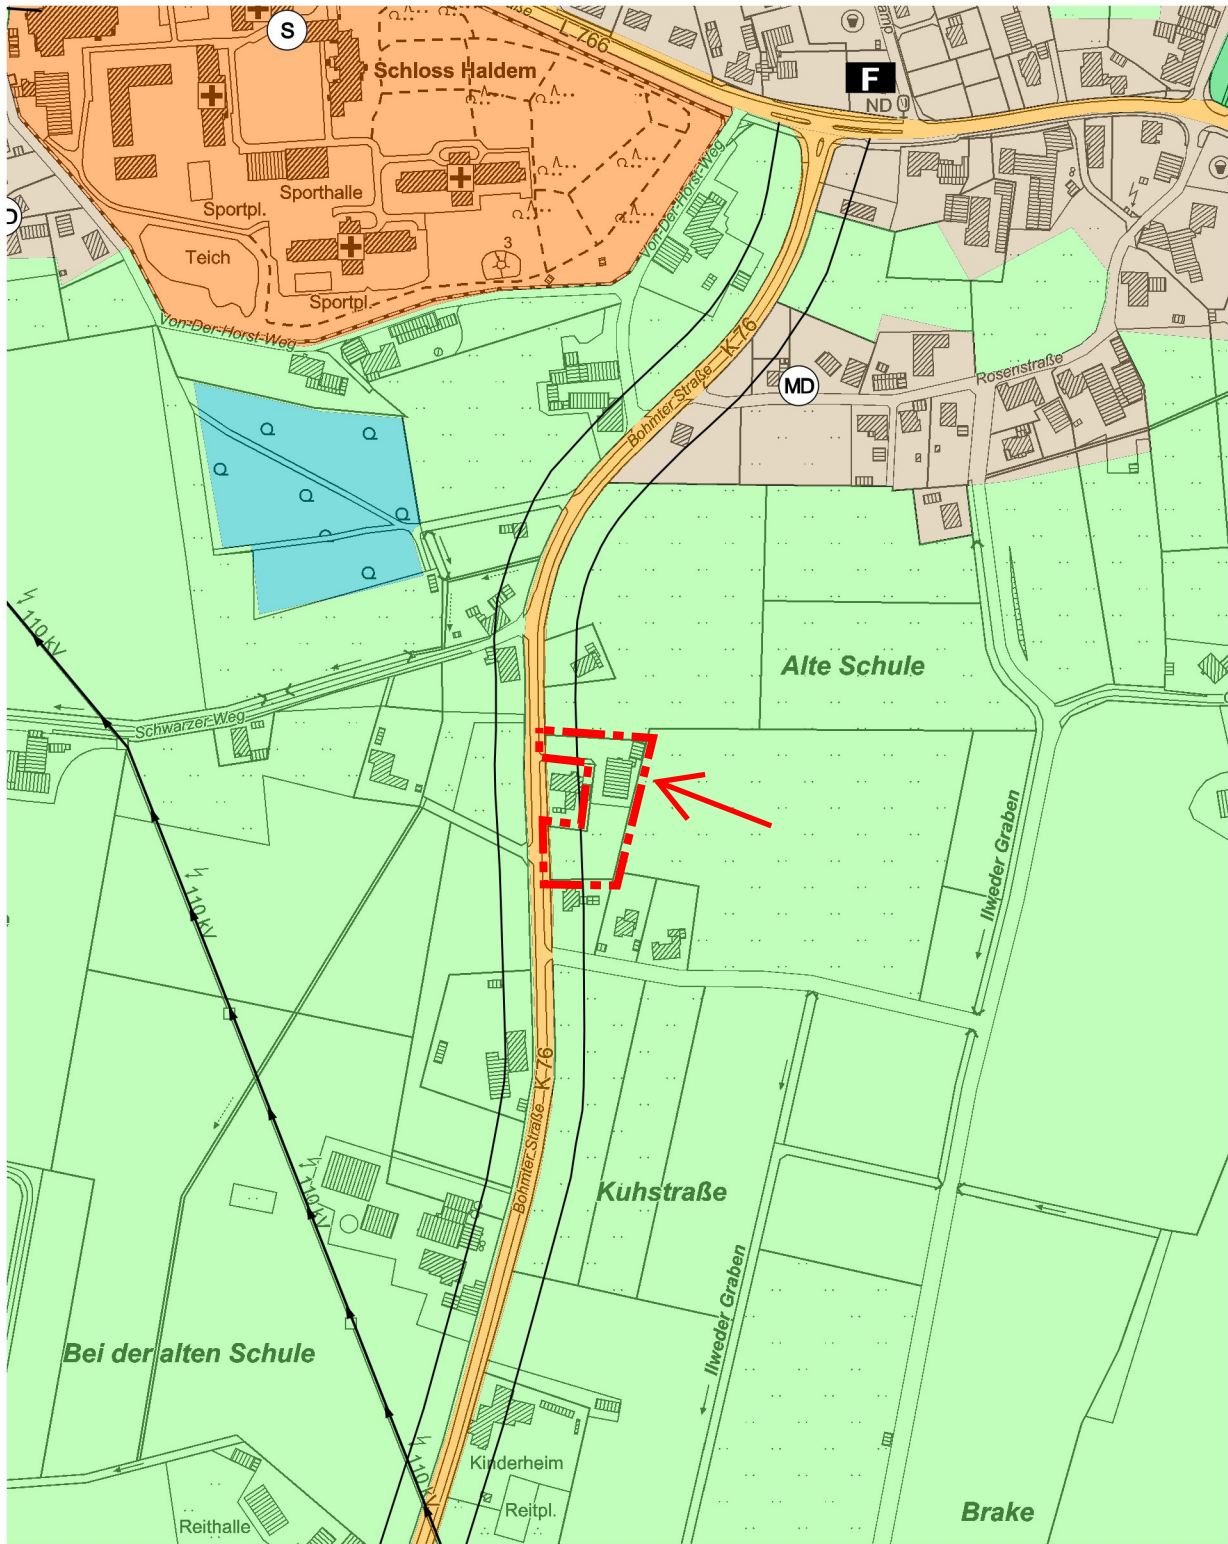 S
L 766
F
ND
Schloss Haldem
Sporthalle
Sportpl.
Teich
3
Sportpl.
Von-Der-Horst-Weg
Von-Der-Horst-Weg
Bohmter Straße K 76
MD
Rosenstraße
110 kV
Schwarzer Weg
Alte Schule
Ilweder Graben
110 kV
K 76
Bohmter Straße
Kuhstraße
110 kV
Ilweder Graben
Bei der alten Schule
Kinderheim
Reitpl.
110 kV
Reithalle
Brake